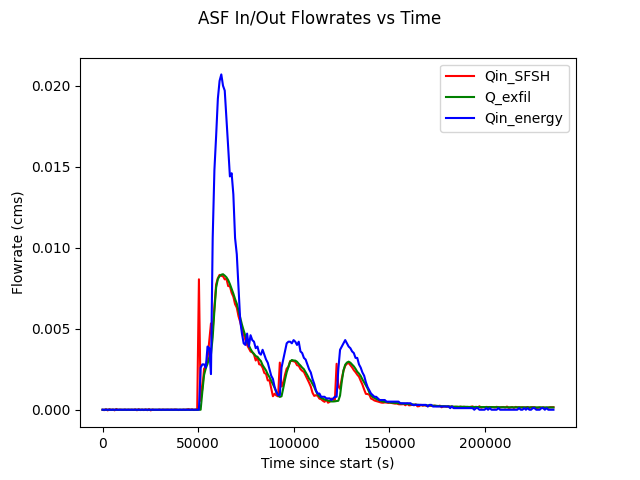 ASF In/Out Flowrates vs Time
Qin_SFSH
Q_exfil
Qin_energy
0.020
0.015
0.010
0.005
0.000
Flowrate (cms)
0
50000
100000
150000
200000
Time since start (s)